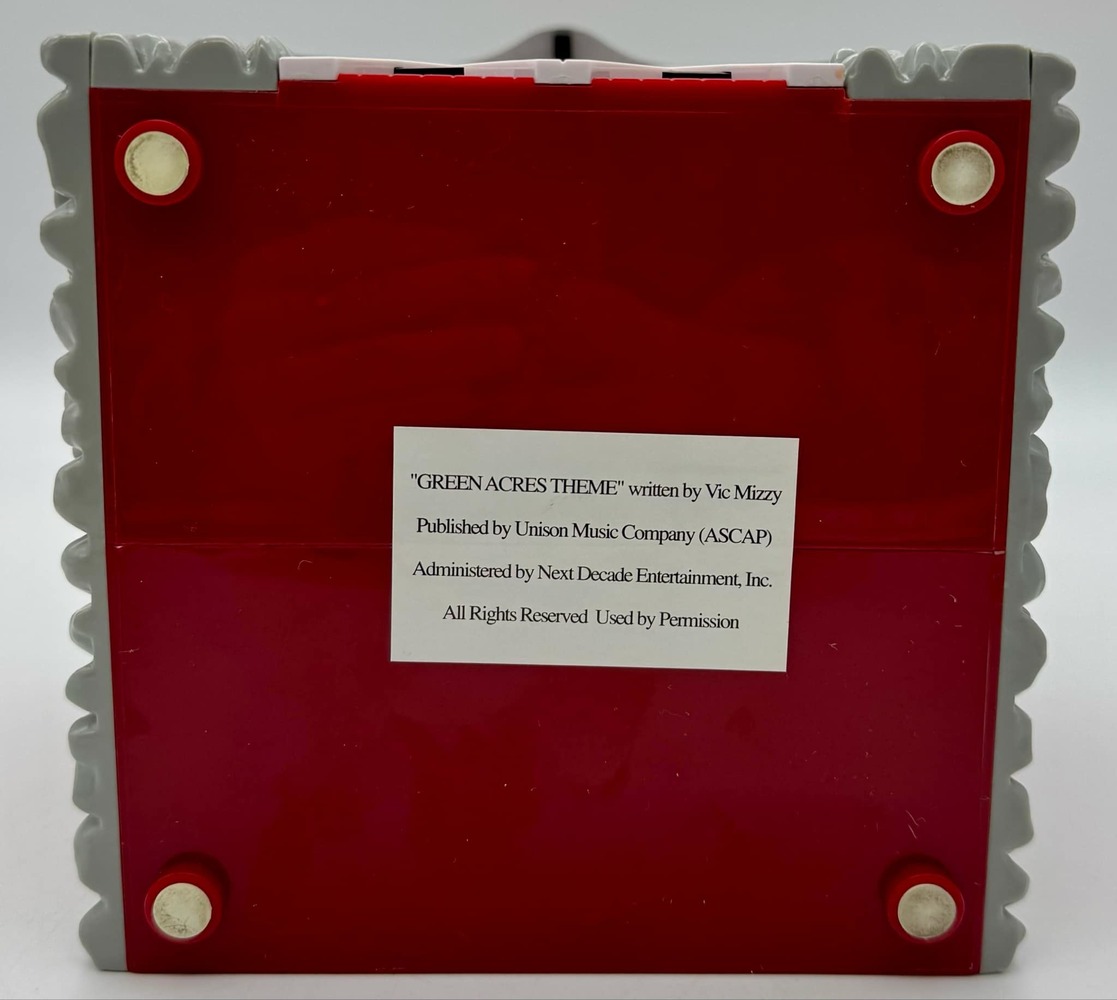 "GREEN ACRES THEME" written by Vic Mizzy
Published by Unison Music Company (ASCAP)
Administered by Next Decade Entertainment, Inc.
All Rights Reserved  Used by Permission